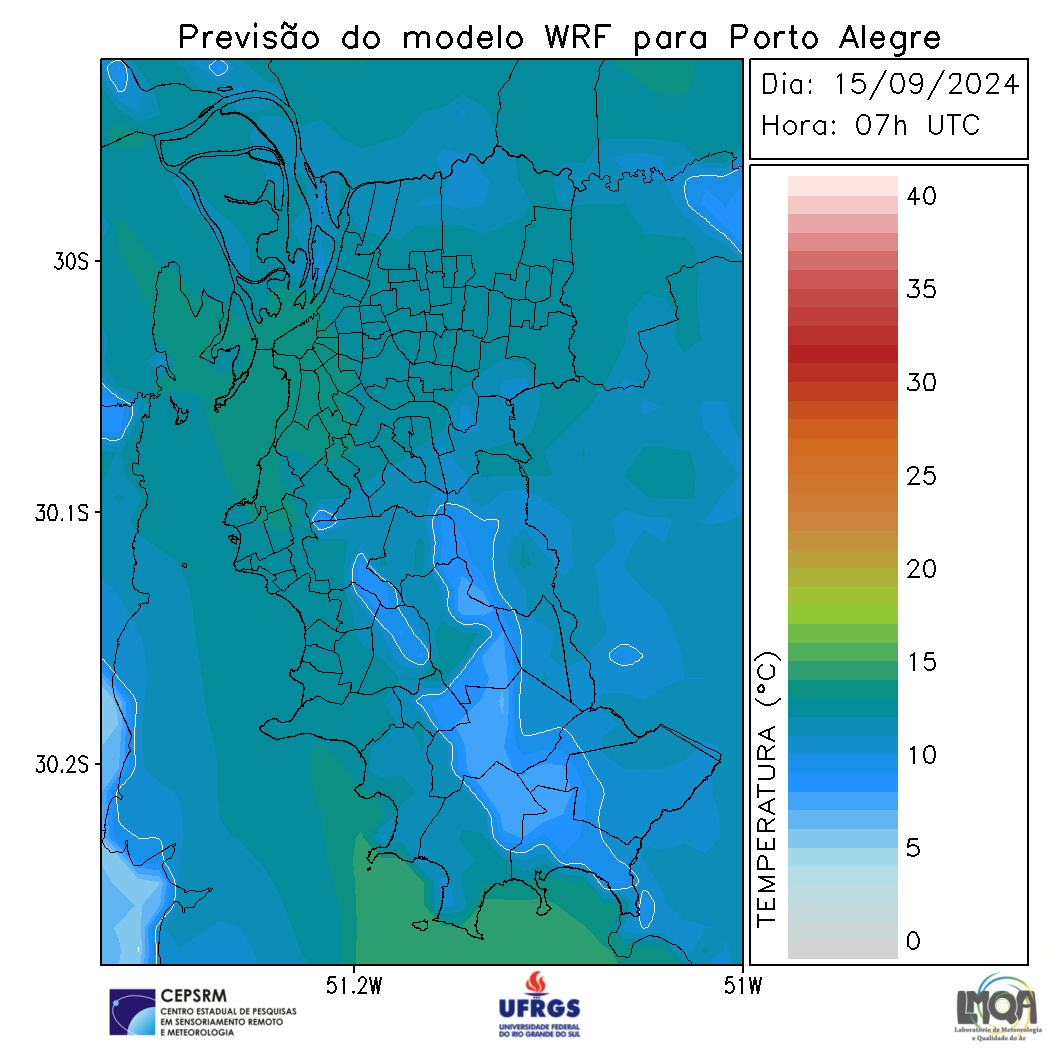 Previsão do modelo WRF para Porto Alegre
Dia: 15/09/2024
Hora: 07h UTC
40
35
30
25
20
15
10
5
0
TEMPERATURA (°C)
30S
30.1S
30.2S
51.2W
51W
CEPSRM
CENTRO ESTADUAL DE PESQUISAS
EM SENSORIAMENTO REMOTO
E METEOROLOGIA
UFRGS
UNIVERSIDADE FEDERAL
DO RIO GRANDE DO SUL
LMQA
Laboratório de Meteorologia
e Qualidade do Ar